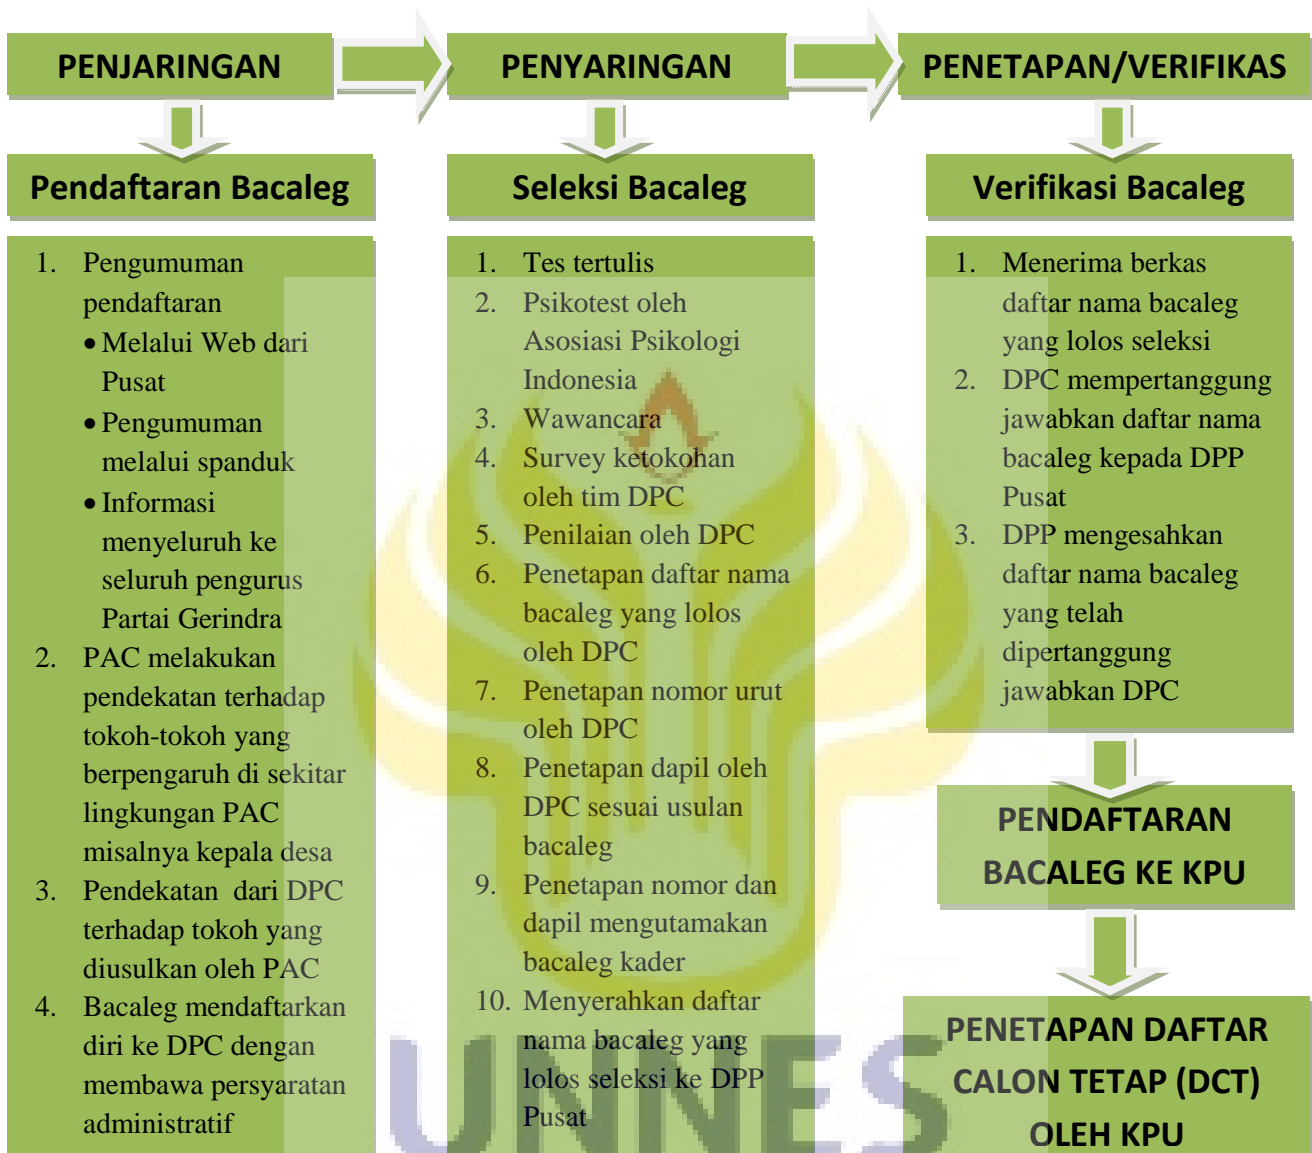 PENJARINGAN
PENYARINGAN
PENETAPAN/VERIFIKAS
Pendaftaran Bacaleg
Seleksi Bacaleg
Verifikasi Bacaleg
1. Pengumuman
pendaftaran
• Melalui Web dari
Pusat
• Pengumuman
melalui spanduk
• Informasi
menyeluruh ke
seluruh pengurus
Partai Gerindra
2. PAC melakukan
pendekatan terhadap
tokoh-tokoh yang
berpengaruh di sekitar
lingkungan PAC
misalnya kepala desa
3. Pendekatan dari DPC
terhadap tokoh yang
diusulkan oleh PAC
4. Bacaleg mendaftarkan
diri ke DPC dengan
membawa persyaratan
administratif
1. Tes tertulis
2. Psikotest oleh
Asosiasi Psikologi
Indonesia
3. Wawancara
4. Survey ketokohan
oleh tim DPC
5. Penilaian oleh DPC
6. Penetapan daftar nama
bacaleg yang lolos
oleh DPC
7. Penetapan nomor urut
oleh DPC
8. Penetapan dapil oleh
DPC sesuai usulan
bacaleg
9. Penetapan nomor dan
dapil mengutamakan
bacaleg kader
10. Menyerahkan daftar
nama bacaleg yang
lolos seleksi ke DPP
Pusat
1. Menerima berkas
daftar nama bacaleg
yang lolos seleksi
2. DPC mempertanggung
jawabkan daftar nama
bacaleg kepada DPP
Pusat
3. DPP mengesahkan
daftar nama bacaleg
yang telah
dipertanggung
jawabkan DPC
PENDAFTARAN
BACALEG KE KPU
PENETAPAN DAFTAR
CALON TETAP (DCT)
OLEH KPU
UNNES